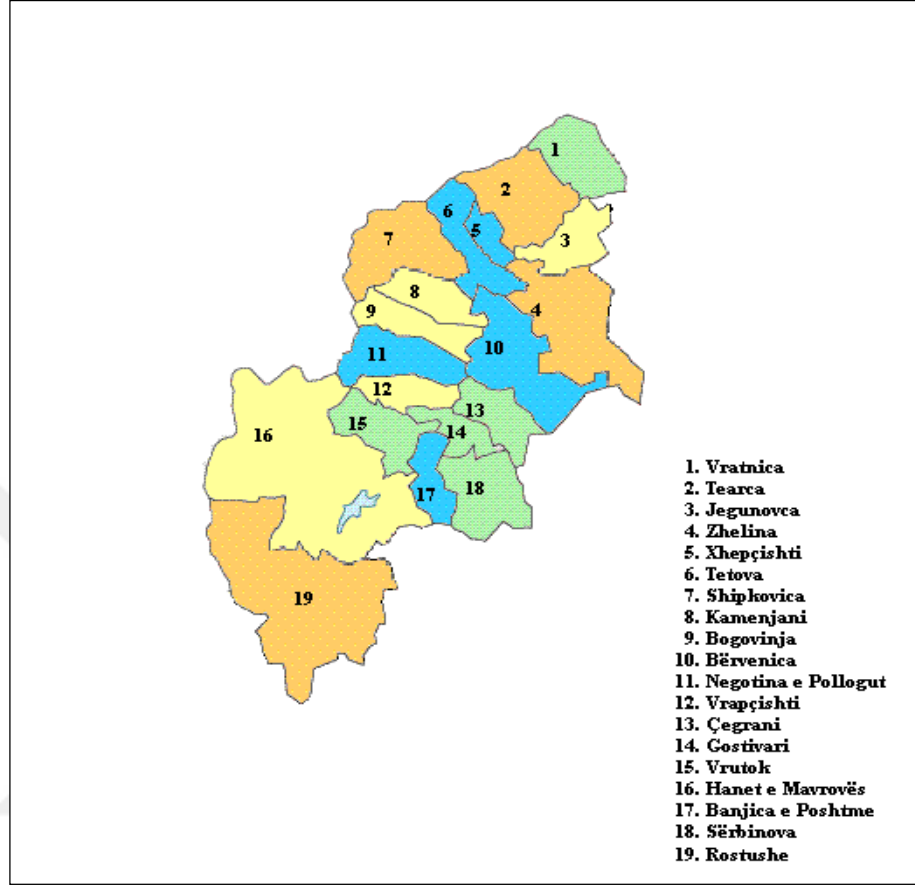 1
2
3
6
5
7
4
8
9
10
11
12
13
15
14
16
17
18
19
1. Vratnica
2. Tearca
3. Jegunovca
4. Zhelina
5. Xhepçishti
6. Tetova
7. Shipkovica
8. Kamenjani
9. Bogovinja
10. Bërvenica
11. Negotina e Pollogut
12. Vrapçishti
13. Çegrani
14. Gostivari
15. Vrutok
16. Hanet e Mavrovës
17. Banjica e Poshtme
18. Sërbinova
19. Rostushe